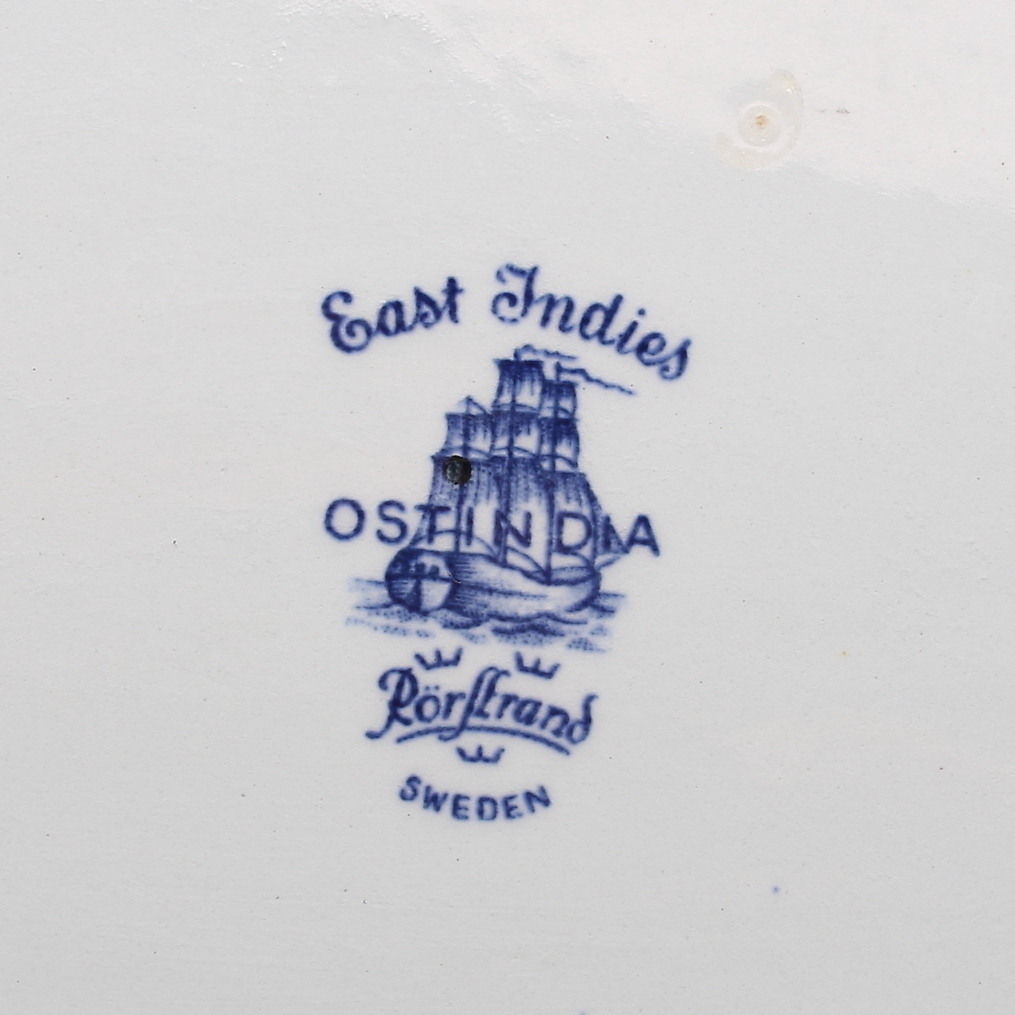 East Indies
OSTINDIA
Rörstrand
SWEDEN